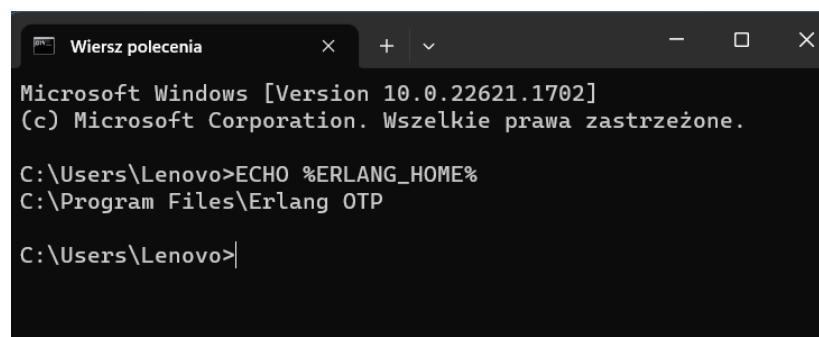 Wiersz polecenia
Microsoft Windows [Version 10.0.22621.1702]
(c) Microsoft Corporation. Wszelkie prawa zastrzeżone.
C:\Users\Lenovo>ECHO %ERLANG_HOME%
C:\Program Files\Erlang OTP
C:\Users\Lenovo>